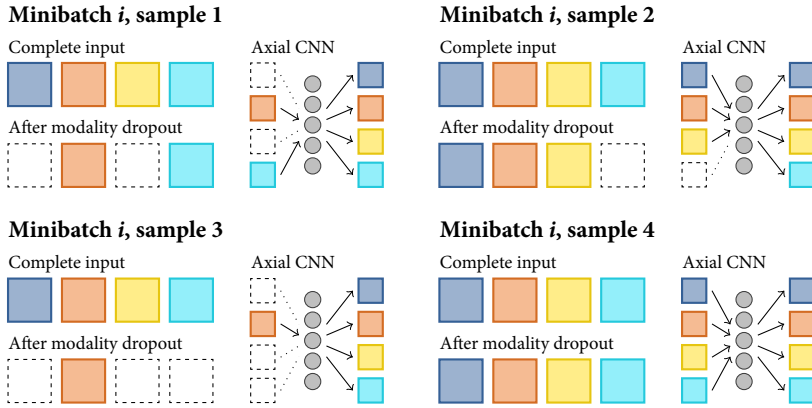 Minibatch i, sample 1
Complete input
Axial CNN
After modality dropout
Minibatch i, sample 2
Complete input
Axial CNN
After modality dropout
Minibatch i, sample 3
Complete input
Axial CNN
After modality dropout
Minibatch i, sample 4
Complete input
Axial CNN
After modality dropout